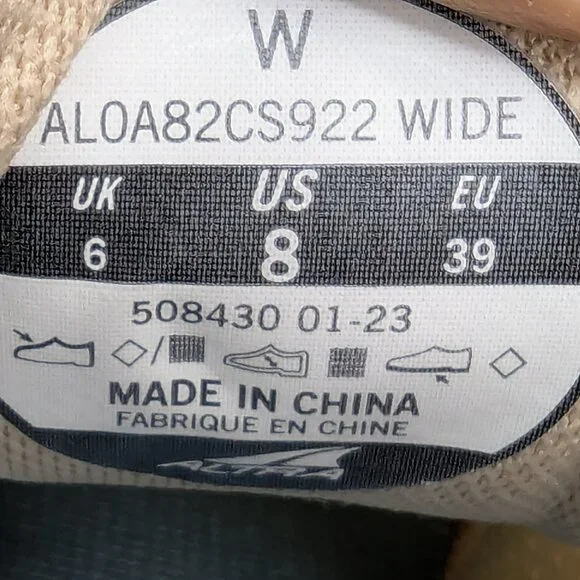 W
AL0A82CS922 WIDE
UK US EU
6 8 39
508430 01-23
MADE IN CHINA
FABRIQUE EN CHINE
ALTRA